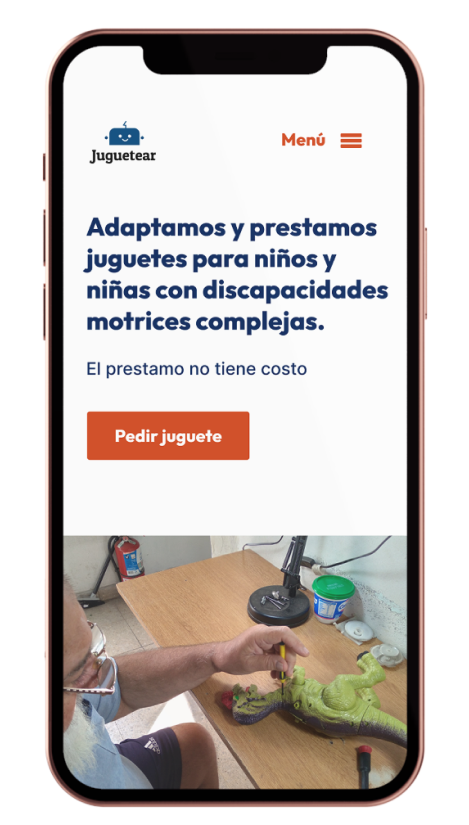 Juguetear
Menú
Adaptamos y prestamos
juguetes para niños y
niñas con discapacidades
motrices complejas.
El prestamo no tiene costo
Pedir juguete